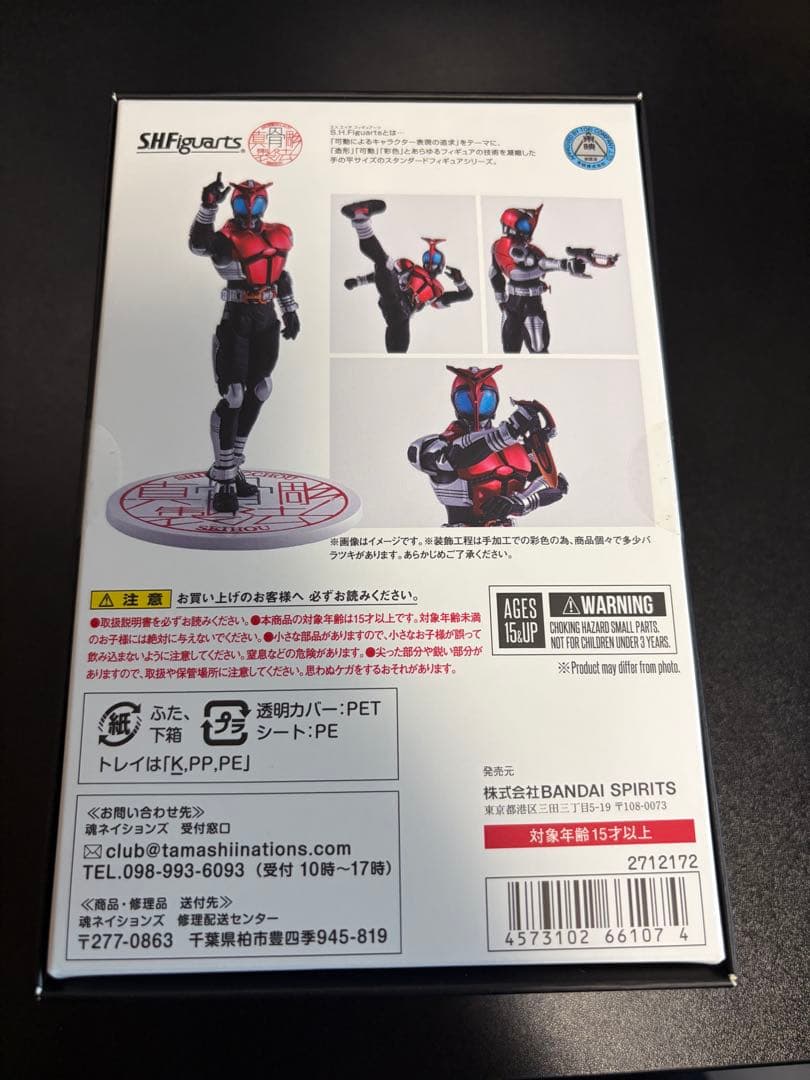 S.H.Figuarts®
真骨彫製法
エス エイチ フィギュアーツ
S.H.Figuartsとは…
「可動によるキャラクター表現の追求」をテーマに、
「造形」「可動」「彩色」とあらゆるフィギュアの技術を凝縮した
手の平サイズのスタンダードフィギュアシリーズ。
東映
SEIHOU
※画像はイメージです。※装飾工程は手加工での彩色の為、商品個々で多少バ
ラツキがあります。あらかじめご了承ください。
注意 お買い上げのお客様へ 必ずお読みください。
●取扱説明書を必ずお読みください。●本商品の対象年齢は15才以上です。対象年齢未満
のお子様には絶対に与えないでください。●小さな部品がありますので、小さなお子様が誤って
飲み込まないように注意してください。窒息などの危険があります。●尖った部分や鋭い部分が
ありますので、取扱や保管場所に注意してください。思わぬケガをするおそれがあります。
AGES
15&UP
WARNING
CHOKING HAZARD SMALL PARTS.
NOT FOR CHILDREN UNDER 3 YEARS.
※Product may differ from photo.
紙 ふた、
下箱
プラ 透明カバー:PET
シート:PE
トレイは「K,PP,PE」
発売元
株式会社BANDAI SPIRITS
東京都港区三田三丁目5-19 〒108-0073
対象年齢15才以上
2712172
≪お問い合わせ先≫
魂ネイションズ 受付窓口
club@tamashiinations.com
TEL.098-993-6093（受付 10時〜17時）
≪商品・修理品 送付先≫
魂ネイションズ 修理配送センター
〒277-0863 千葉県柏市豊四季945-819
4573102 66107 4